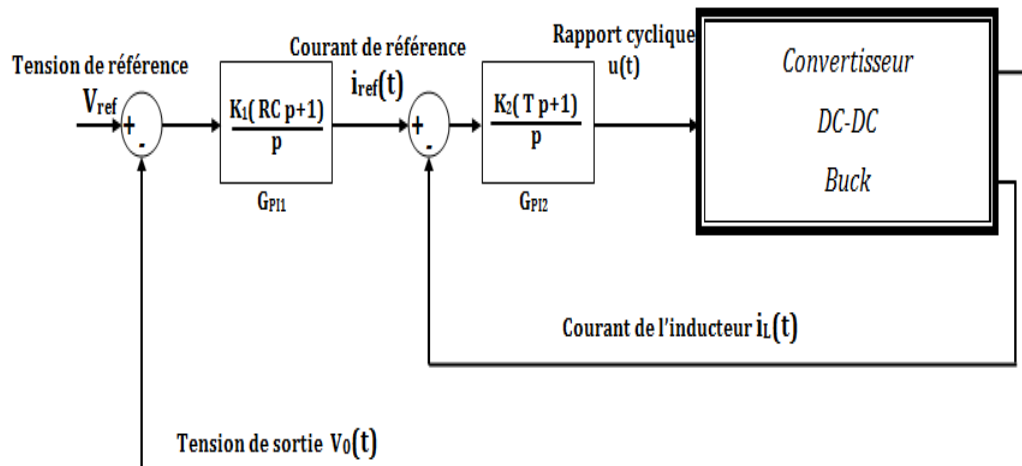 Tension de référence
Vref
+
-
K1( RC p+1)
p
GPI1
Courant de référence
iref(t)
+
-
K2( T p+1)
p
GPI2
Rapport cyclique
u(t)
Convertisseur
DC-DC
Buck
Courant de l'inducteur iL(t)
Tension de sortie V0(t)